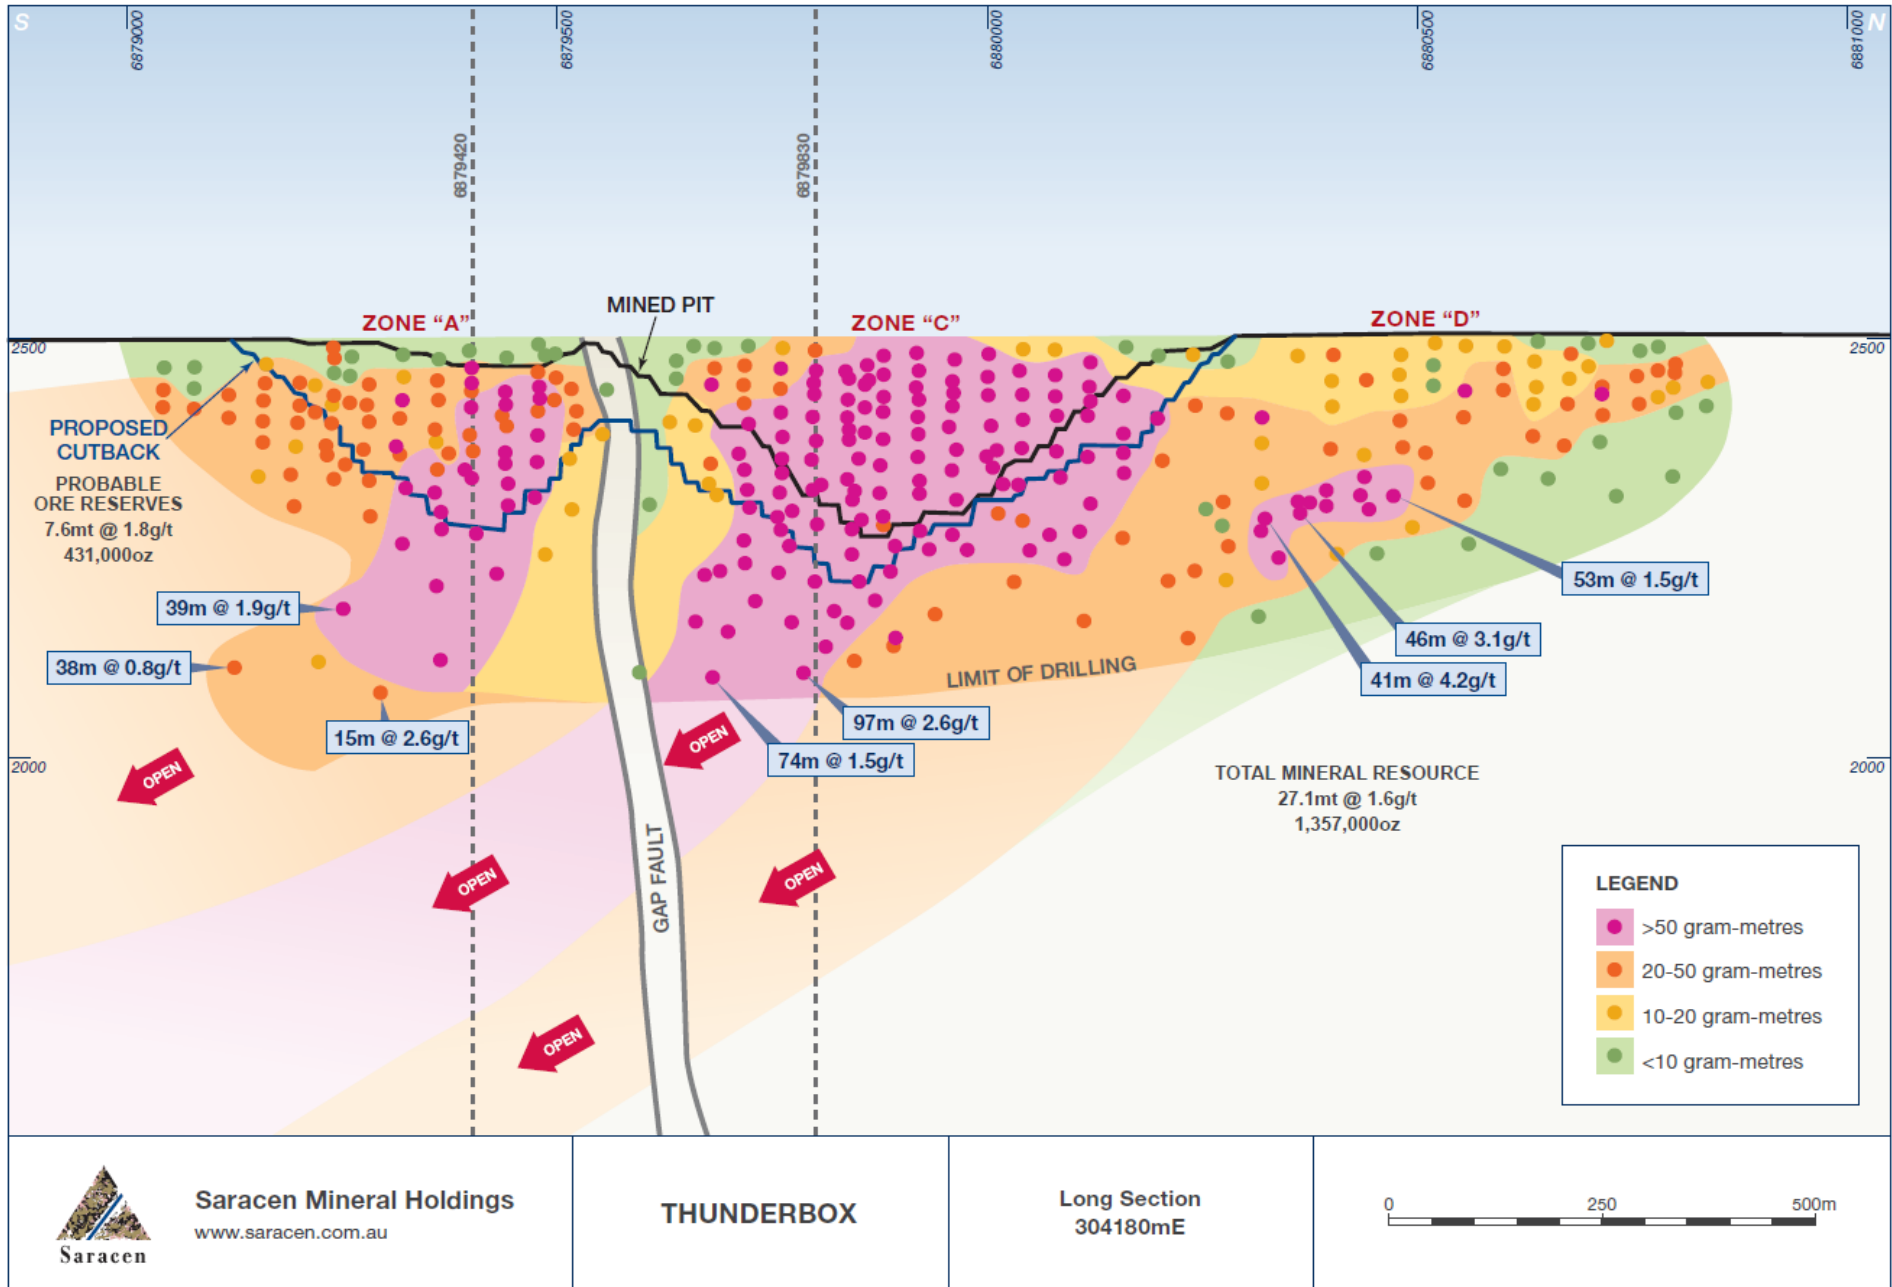 S
N
6879000
6879500
6880000
6880500
6881000
6879420
6879830
ZONE “A”
MINED PIT
ZONE “C”
ZONE “D”
2500
2500
PROPOSED
CUTBACK
PROBABLE
ORE RESERVES
7.6mt @ 1.8g/t
431,000oz
39m @ 1.9g/t
38m @ 0.8g/t
15m @ 2.6g/t
53m @ 1.5g/t
46m @ 3.1g/t
41m @ 4.2g/t
LIMIT OF DRILLING
97m @ 2.6g/t
74m @ 1.5g/t
OPEN
OPEN
OPEN
OPEN
OPEN
2000
2000
GAP FAULT
TOTAL MINERAL RESOURCE
27.1mt @ 1.6g/t
1,357,000oz
LEGEND
>50 gram-metres
20-50 gram-metres
10-20 gram-metres
<10 gram-metres
Saracen
Saracen Mineral Holdings
www.saracen.com.au
THUNDERBOX
Long Section
304180mE
0 250 500m